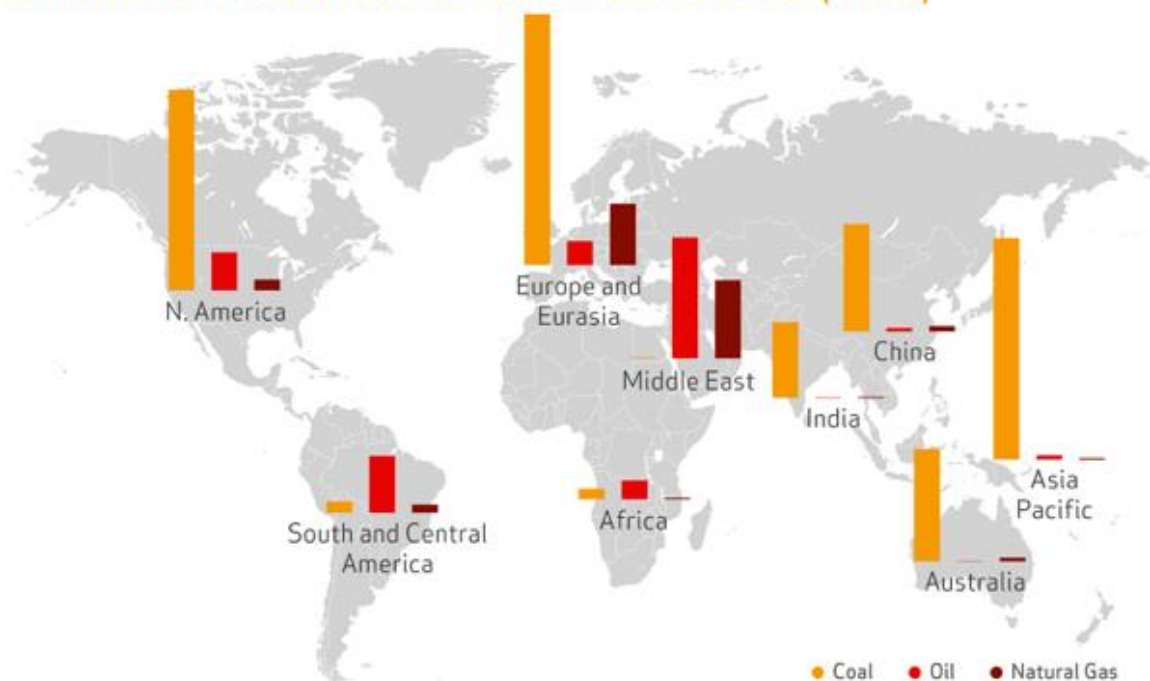 N. America
Europe and
Eurasia
Middle East
China
India
Asia
Pacific
South and Central
America
Africa
Australia
Coal
Oil
Natural Gas